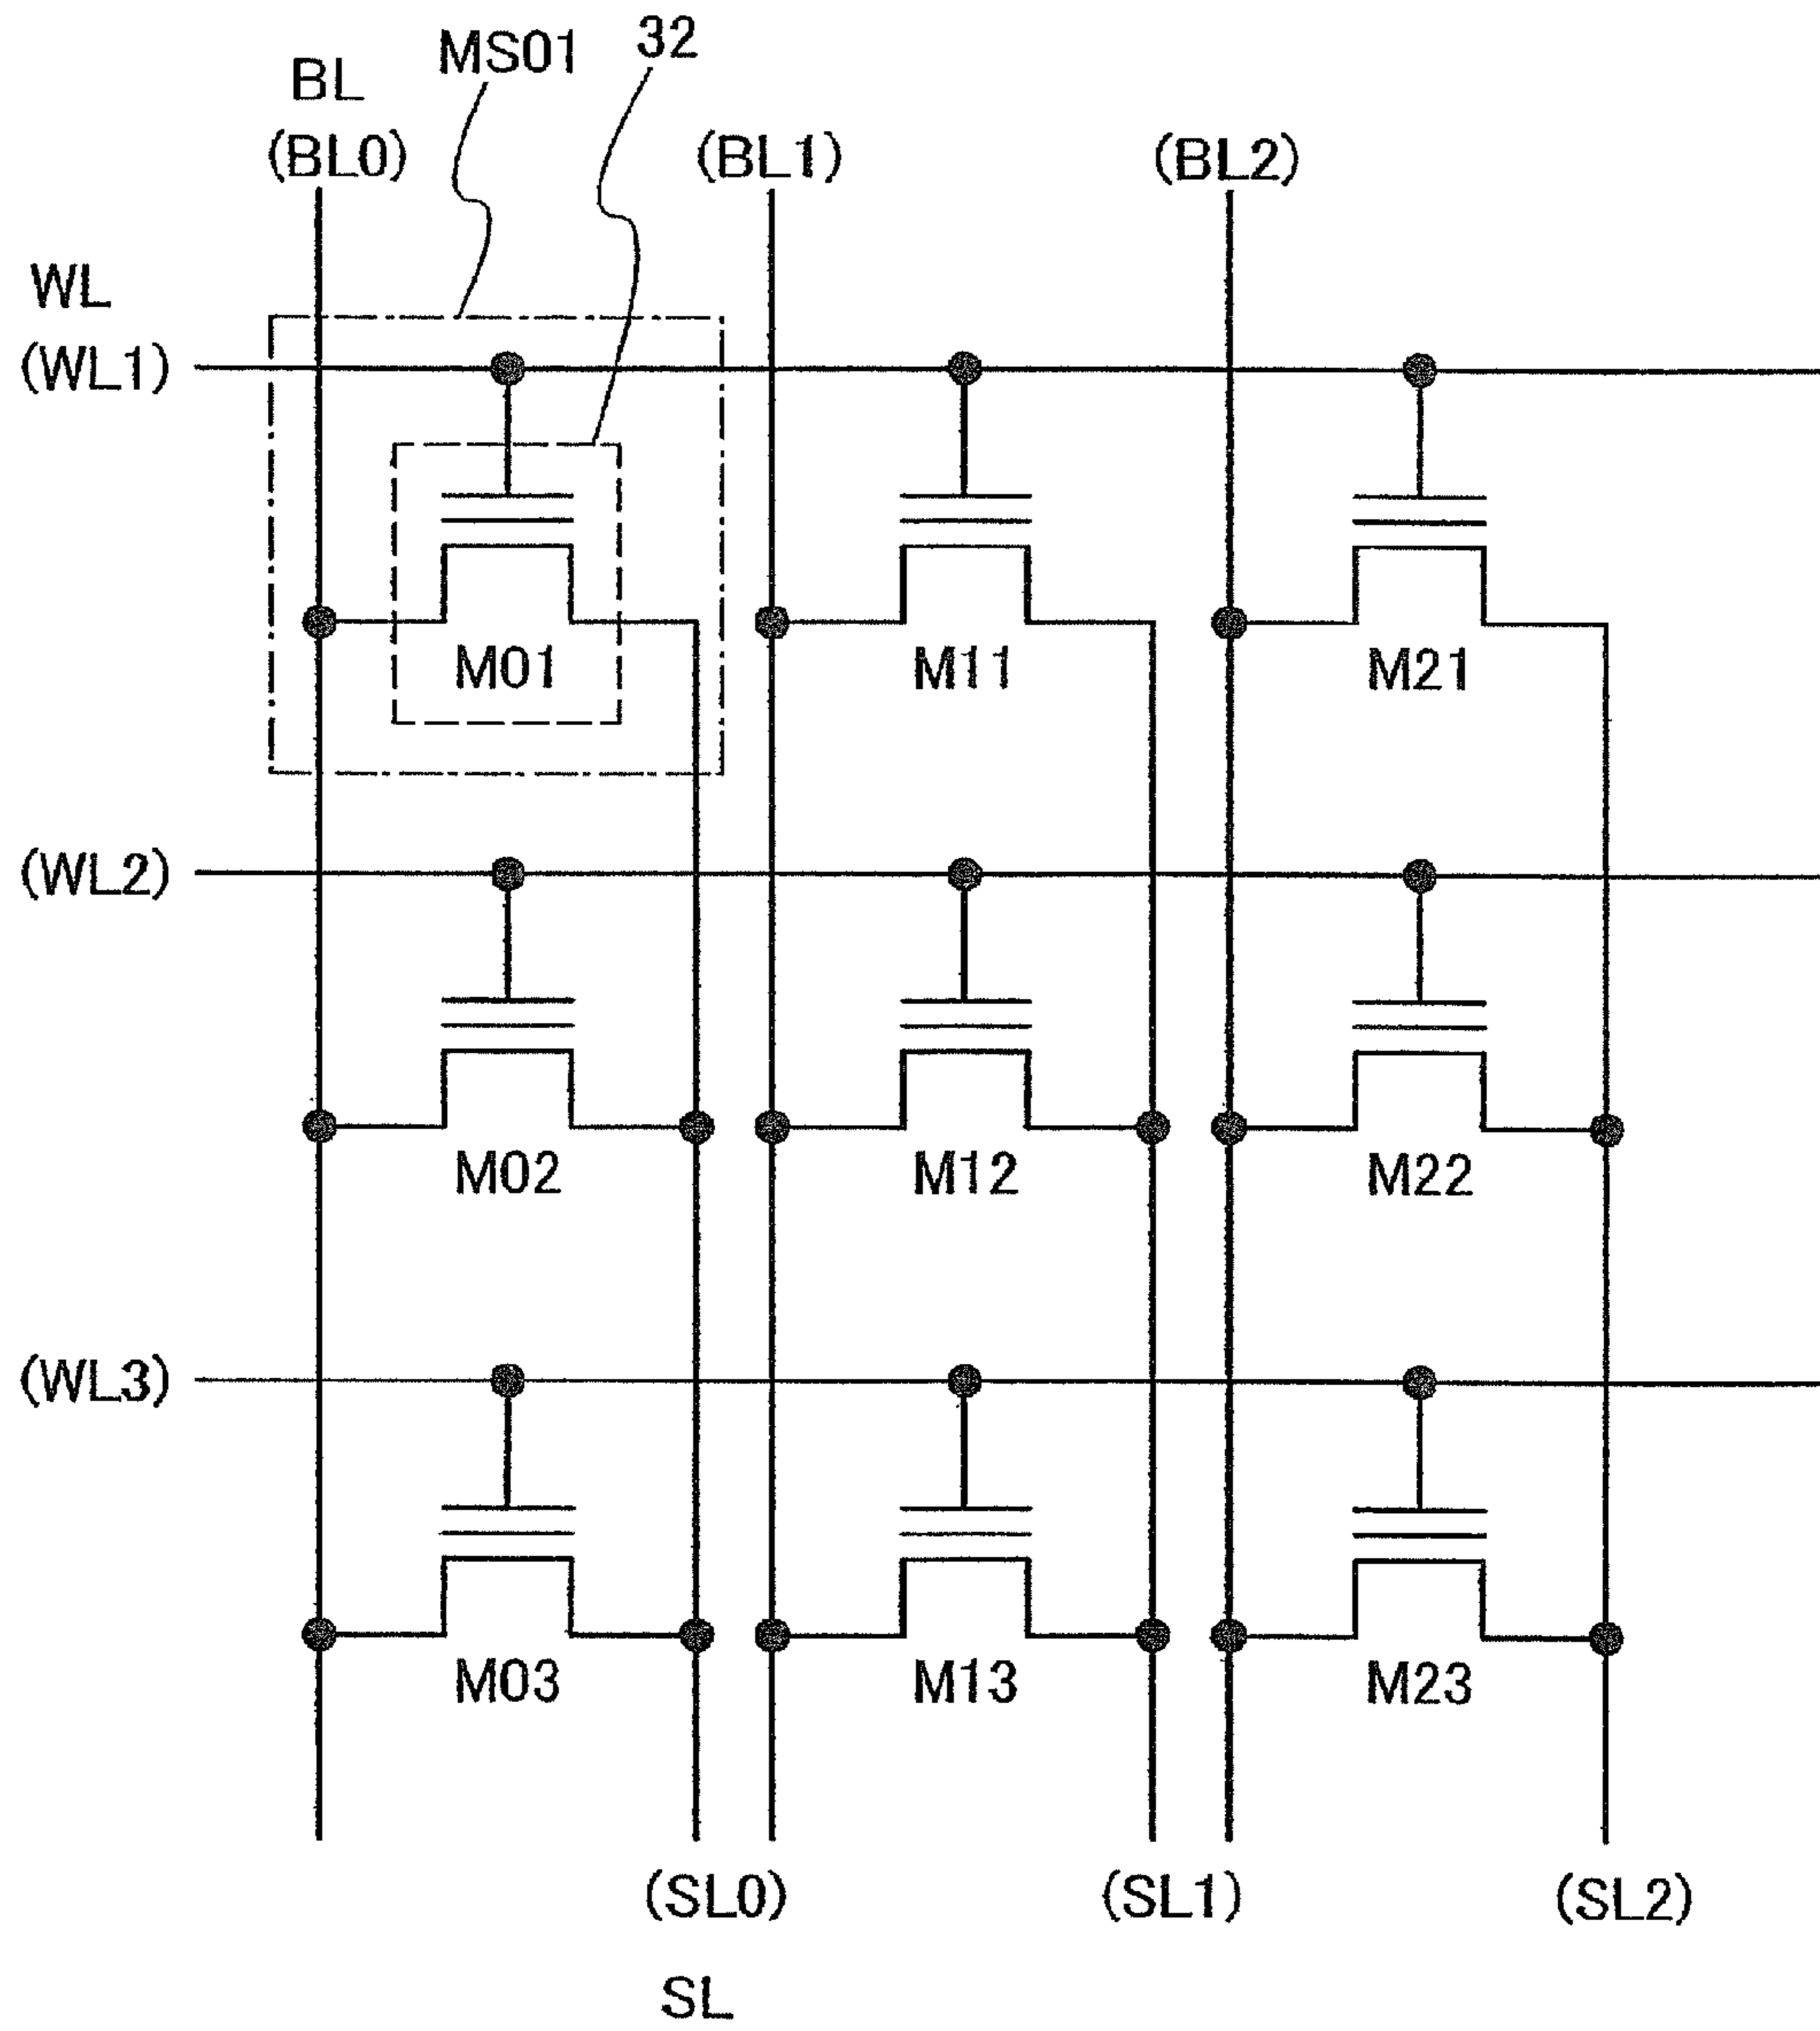 MS01 32
BL
(BL0) (BL1) (BL2)
WL
(WL1)
M01 M11 M21
(WL2)
M02 M12 M22
(WL3)
M03 M13 M23
(SL0) (SL1) (SL2)
SL